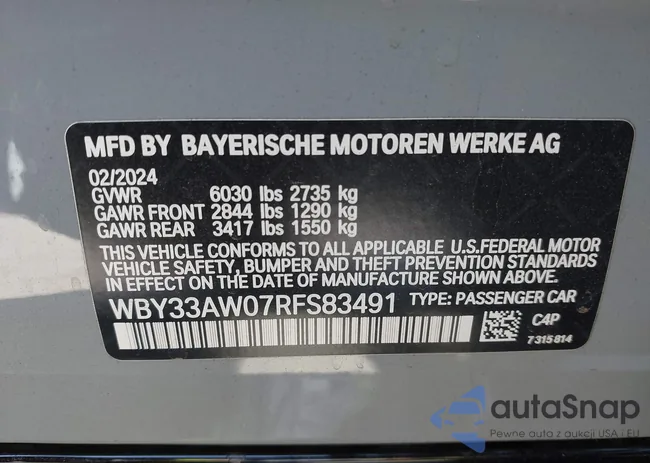 MFD BY BAYERISCHE MOTOREN WERKE AG
02/2024
GVWR 6030 lbs 2735 kg
GAWR FRONT 2844 lbs 1290 kg
GAWR REAR 3417 lbs 1550 kg
THIS VEHICLE CONFORMS TO ALL APPLICABLE U.S.FEDERAL MOTOR
VEHICLE SAFETY, BUMPER, AND THEFT PREVENTION STANDARDS
IN EFFECT ON THE DATE OF MANUFACTURE SHOWN ABOVE.
WBY33AW07RFS83491 TYPE: PASSENGER CAR
C4P
7315814
autoSnap
Pewne auto z aukcji USA i EU